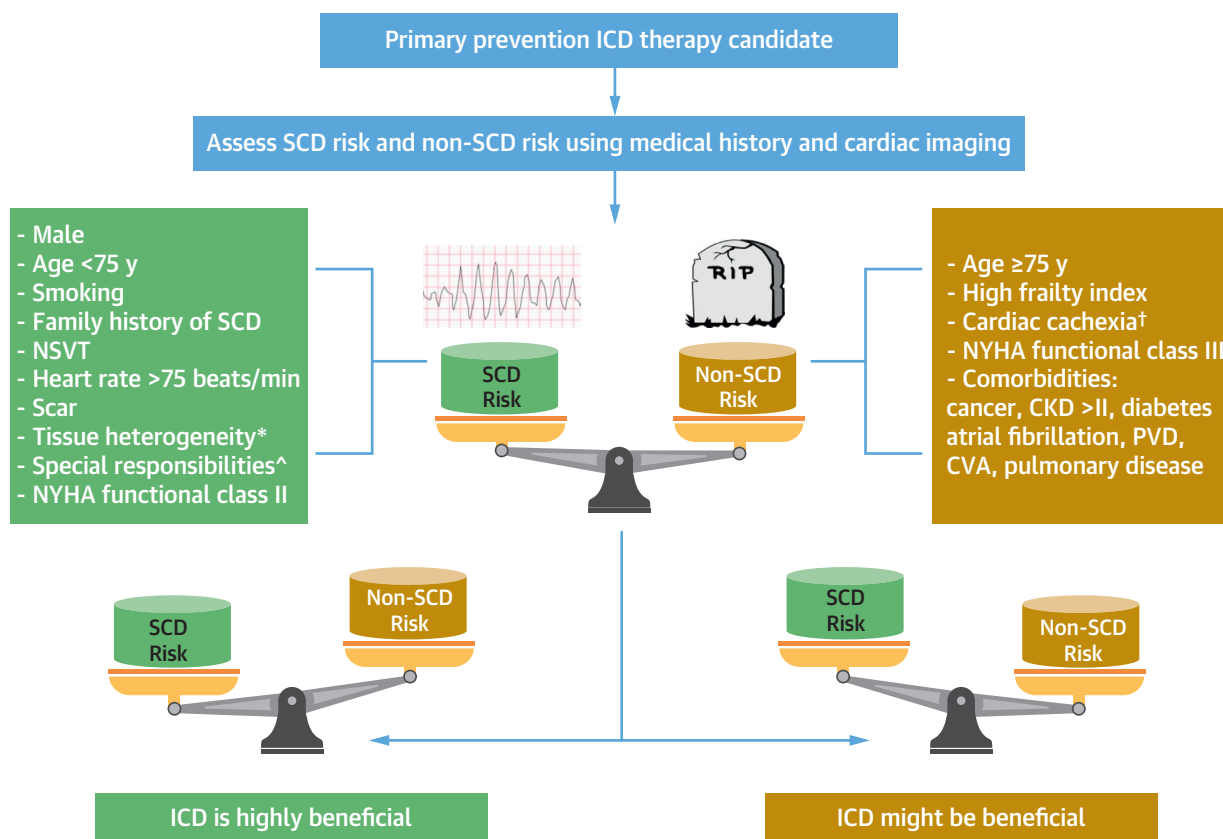 Primary prevention ICD therapy candidate
Assess SCD risk and non-SCD risk using medical history and cardiac imaging
- Male
- Age <75 y
- Smoking
- Family history of SCD
- NSVT
- Heart rate >75 beats/min
- Scar
- Tissue heterogeneity*
- Special responsibilities^
- NYHA functional class II
RIP
SCD
Risk
Non-SCD
Risk
- Age ≥75 y
- High frailty index
- Cardiac cachexia†
- NYHA functional class III
- Comorbidities:
cancer, CKD >II, diabetes
atrial fibrillation, PVD,
CVA, pulmonary disease
SCD
Risk
Non-SCD
Risk
SCD
Risk
Non-SCD
Risk
ICD is highly beneficial
ICD might be beneficial